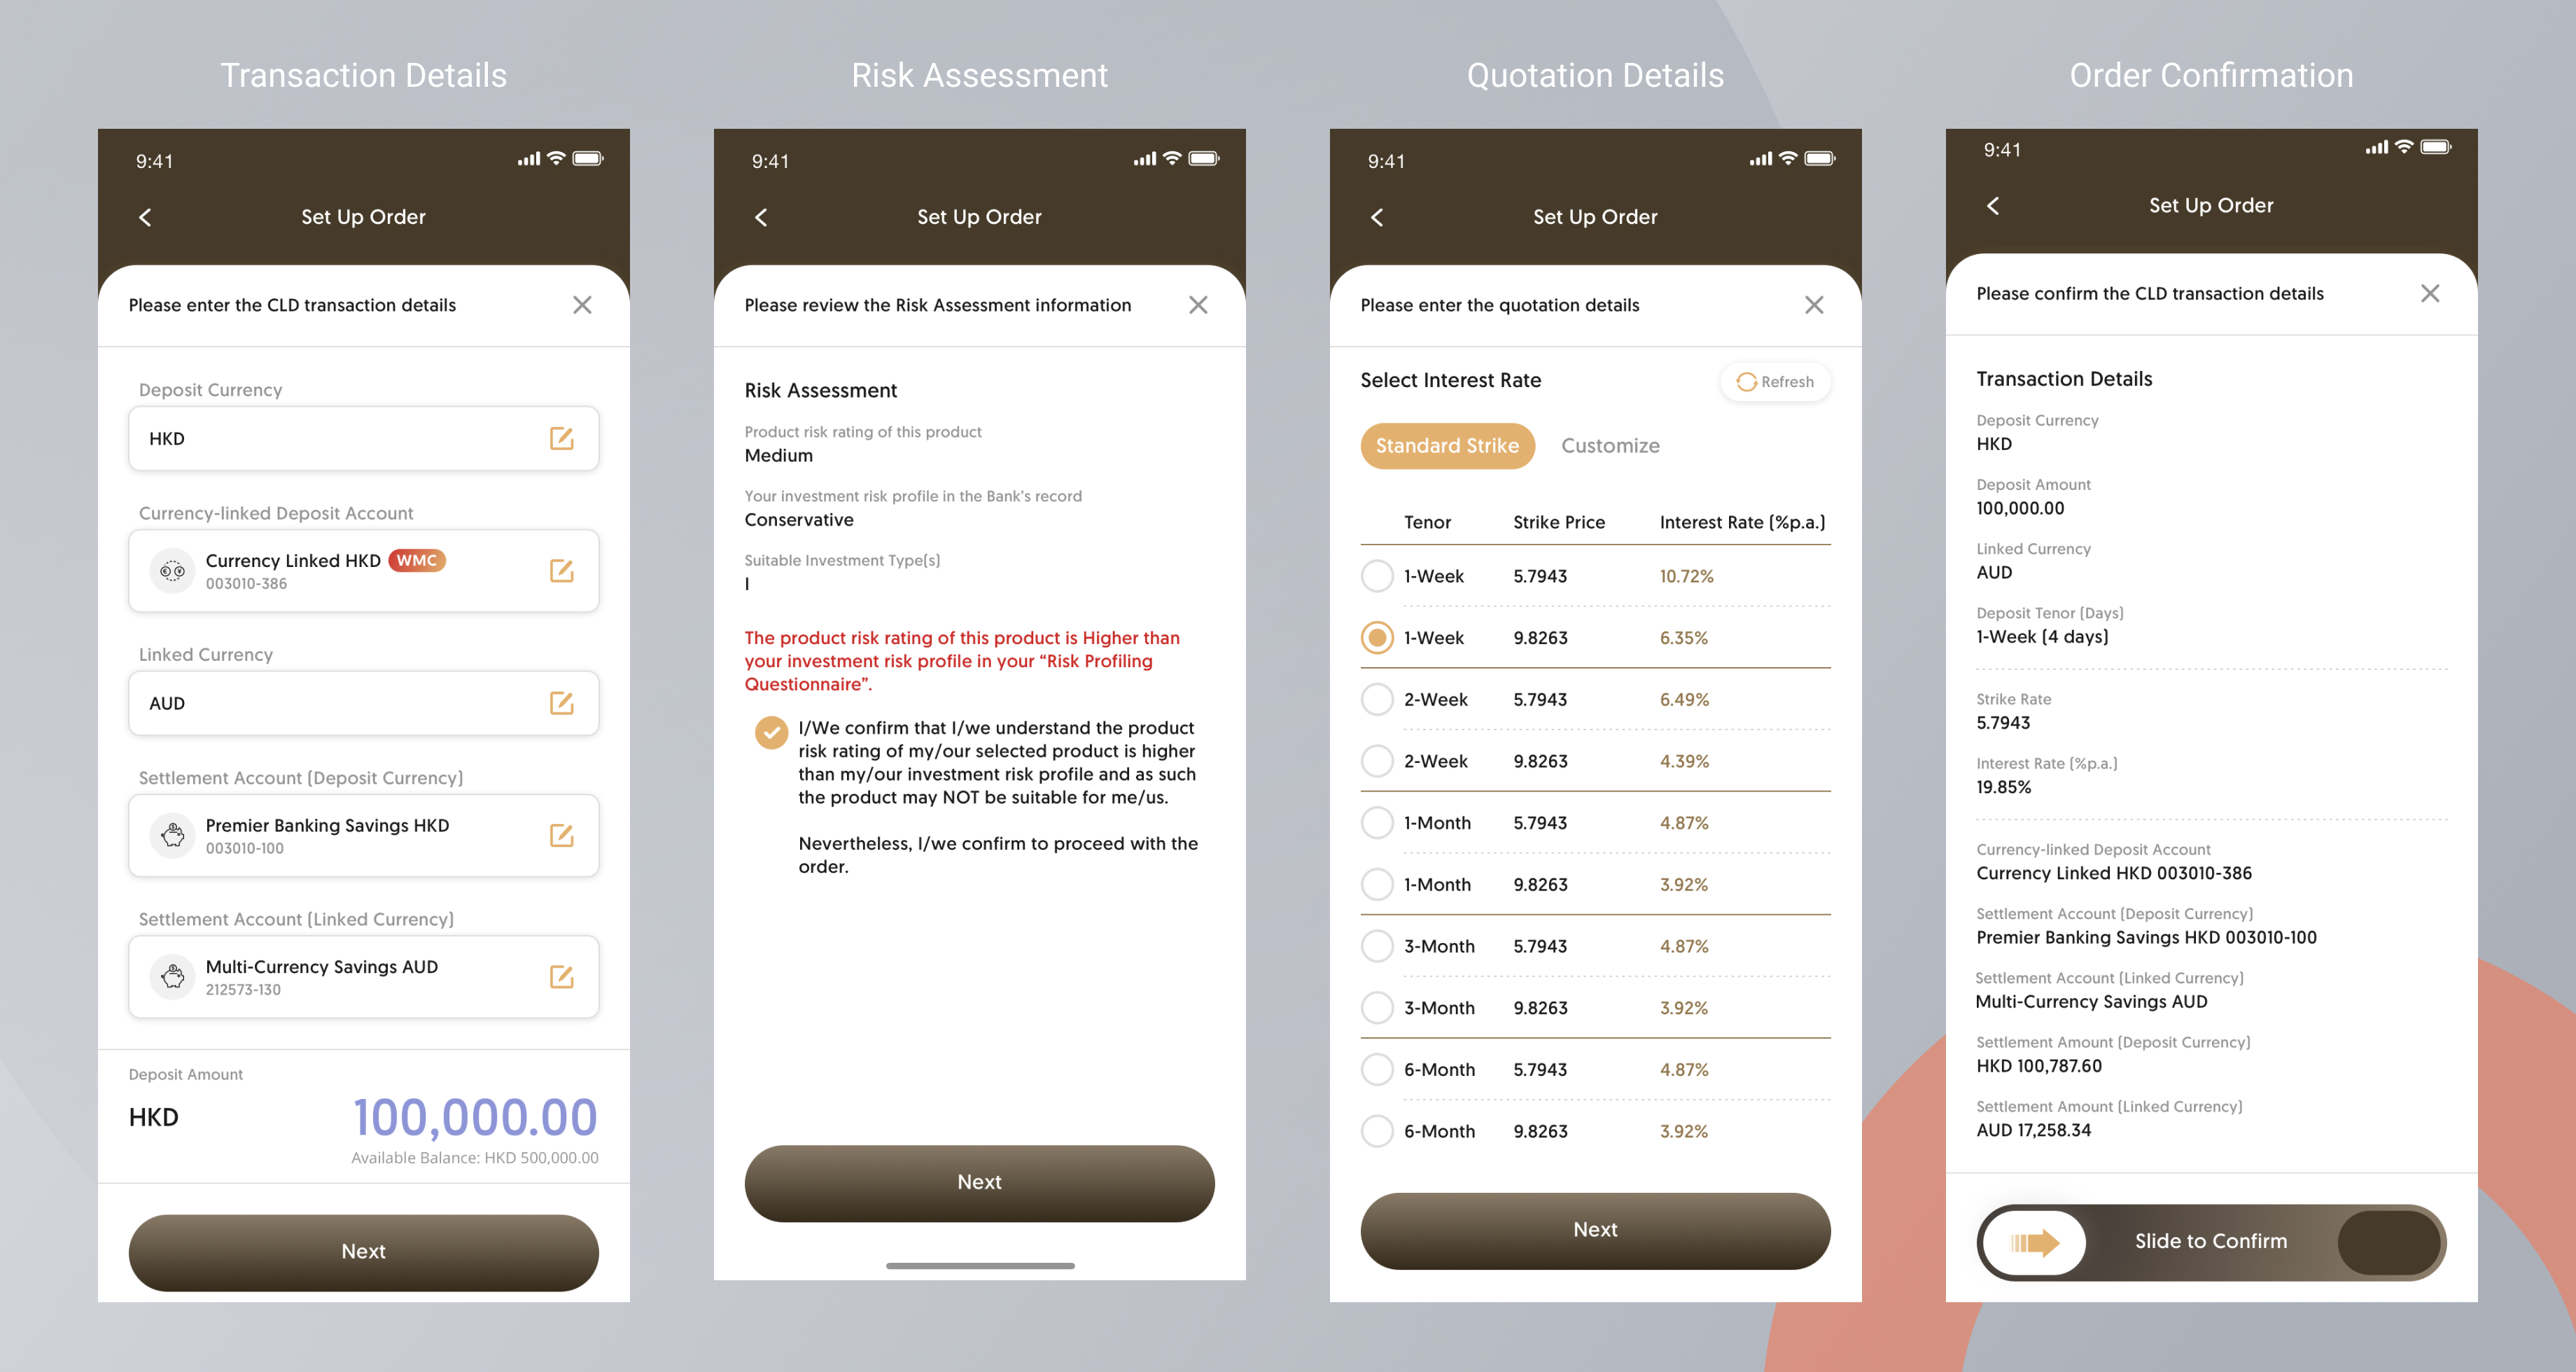 Transaction Details
9:41
Set Up Order
Please enter the CLD transaction details
Deposit Currency
HKD
Currency-linked Deposit Account
Currency Linked HKD WMC
003010-386
Linked Currency
AUD
Settlement Account (Deposit Currency)
Premier Banking Savings HKD
003010-100
Settlement Account (Linked Currency)
Multi-Currency Savings AUD
212573-130
Deposit Amount
HKD 100,000.00
Available Balance: HKD 500,000.00
Next
Risk Assessment
9:41
Set Up Order
Please review the Risk Assessment information
Risk Assessment
Product risk rating of this product
Medium
Your investment risk profile in the Bank's record
Conservative
Suitable Investment Type(s)
I
The product risk rating of this product is Higher than
your investment risk profile in your “Risk Profiling
Questionnaire”.
I/We confirm that I/we understand the product
risk rating of my/our selected product is higher
than my/our investment risk profile and as such
the product may NOT be suitable for me/us.
Nevertheless, I/we confirm to proceed with the
order.
Next
Quotation Details
9:41
Set Up Order
Please enter the quotation details
Select Interest Rate Refresh
Standard Strike Customize
Tenor Strike Price Interest Rate (%p.a.)
1-Week 5.7943 10.72%
1-Week 9.8263 6.35%
2-Week 5.7943 6.49%
2-Week 9.8263 4.39%
1-Month 5.7943 4.87%
1-Month 9.8263 3.92%
3-Month 5.7943 4.87%
3-Month 9.8263 3.92%
6-Month 5.7943 4.87%
6-Month 9.8263 3.92%
Next
Order Confirmation
9:41
Set Up Order
Please confirm the CLD transaction details
Transaction Details
Deposit Currency
HKD
Deposit Amount
100,000.00
Linked Currency
AUD
Deposit Tenor (Days)
1-Week (4 days)
Strike Rate
5.7943
Interest Rate (%p.a.)
19.85%
Currency-linked Deposit Account
Currency Linked HKD 003010-386
Settlement Account (Deposit Currency)
Premier Banking Savings HKD 003010-100
Settlement Account (Linked Currency)
Multi-Currency Savings AUD
Settlement Amount (Deposit Currency)
HKD 100,787.60
Settlement Amount (Linked Currency)
AUD 17,258.34
Slide to Confirm